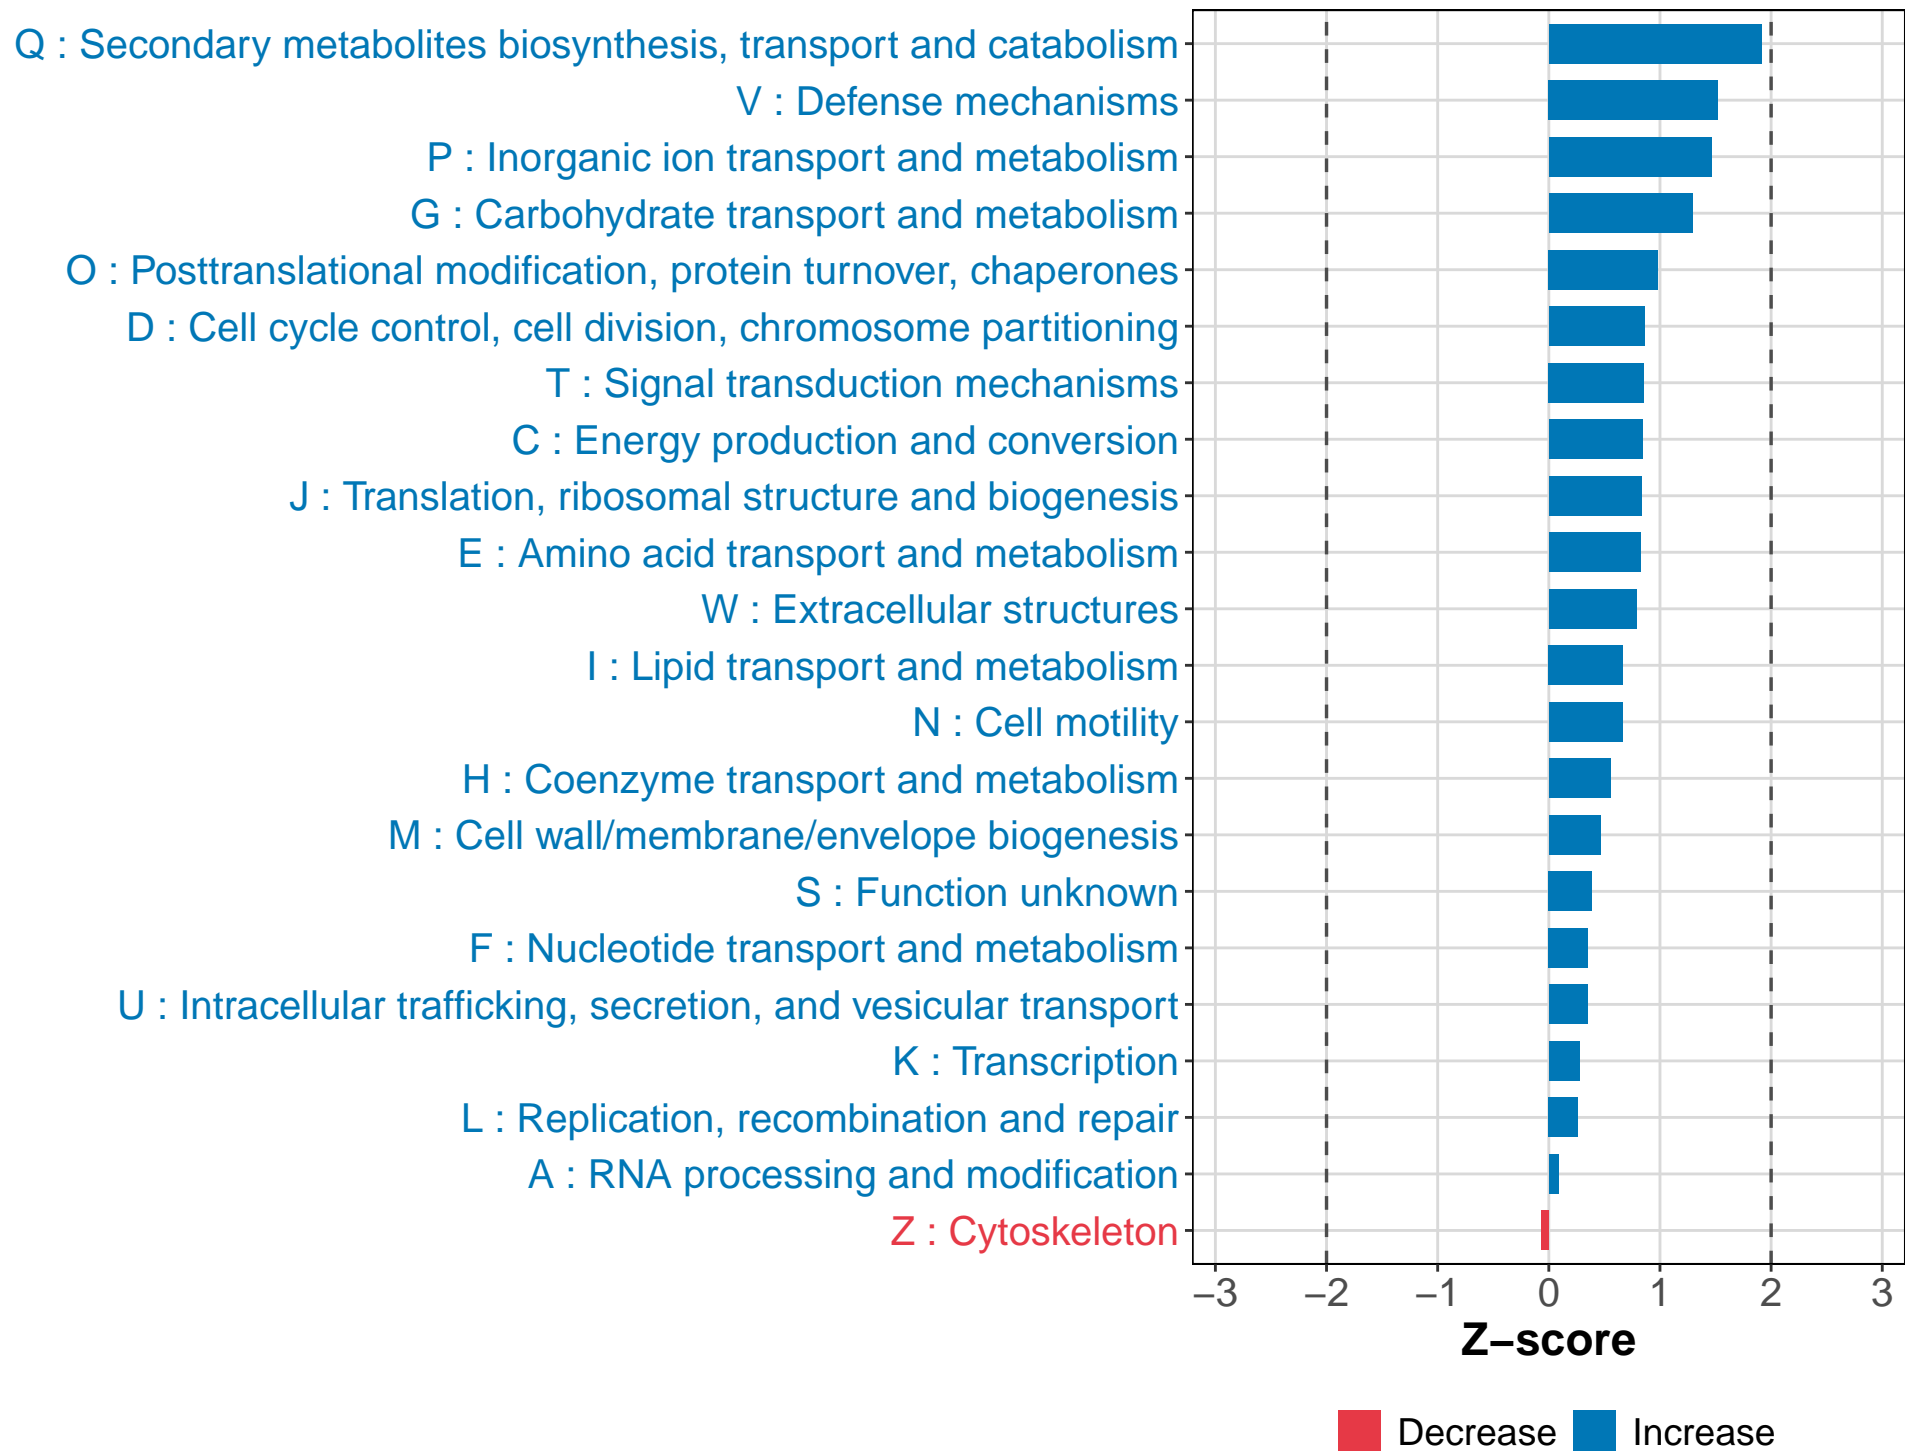 Q : Secondary metabolites biosynthesis, transport and catabolism
V : Defense mechanisms
P : Inorganic ion transport and metabolism
G : Carbohydrate transport and metabolism
O : Posttranslational modification, protein turnover, chaperones
D : Cell cycle control, cell division, chromosome partitioning
T : Signal transduction mechanisms
C : Energy production and conversion
J : Translation, ribosomal structure and biogenesis
E : Amino acid transport and metabolism
W : Extracellular structures
I : Lipid transport and metabolism
N : Cell motility
H : Coenzyme transport and metabolism
M : Cell wall/membrane/envelope biogenesis
S : Function unknown
F : Nucleotide transport and metabolism
U : Intracellular trafficking, secretion, and vesicular transport
K : Transcription
L : Replication, recombination and repair
A : RNA processing and modification
Z : Cytoskeleton
−3 −2 −1 0 1 2 3
Z−score
Decrease Increase